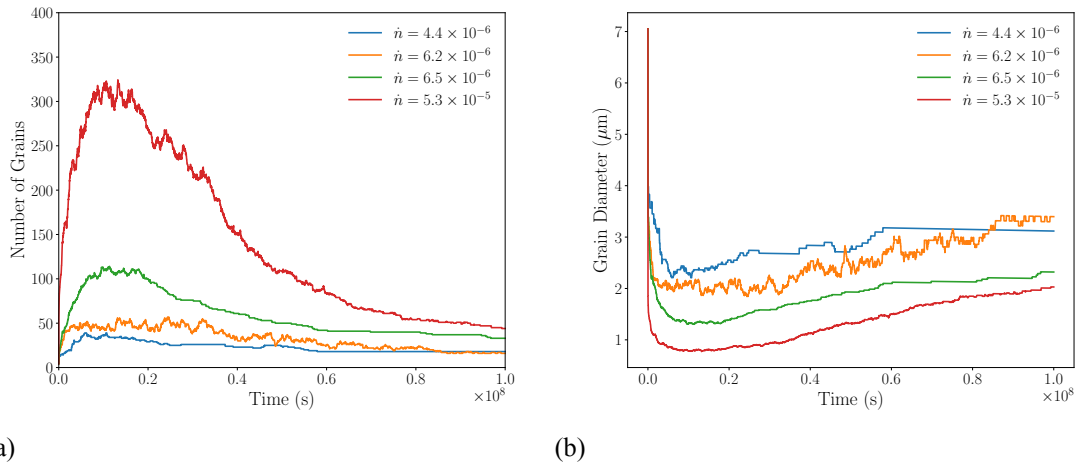 400
350
300
250
200
150
100
50
0
Number of Grains
0.0 0.2 0.4 0.6 0.8 1.0
×10⁸
Time (s)
ṅ = 4.4 × 10⁻⁶
ṅ = 6.2 × 10⁻⁶
ṅ = 6.5 × 10⁻⁶
ṅ = 5.3 × 10⁻⁵
7
6
5
4
3
2
1
Grain Diameter (μm)
0.0 0.2 0.4 0.6 0.8 1.0
×10⁸
Time (s)
ṅ = 4.4 × 10⁻⁶
ṅ = 6.2 × 10⁻⁶
ṅ = 6.5 × 10⁻⁶
ṅ = 5.3 × 10⁻⁵
a) (b)